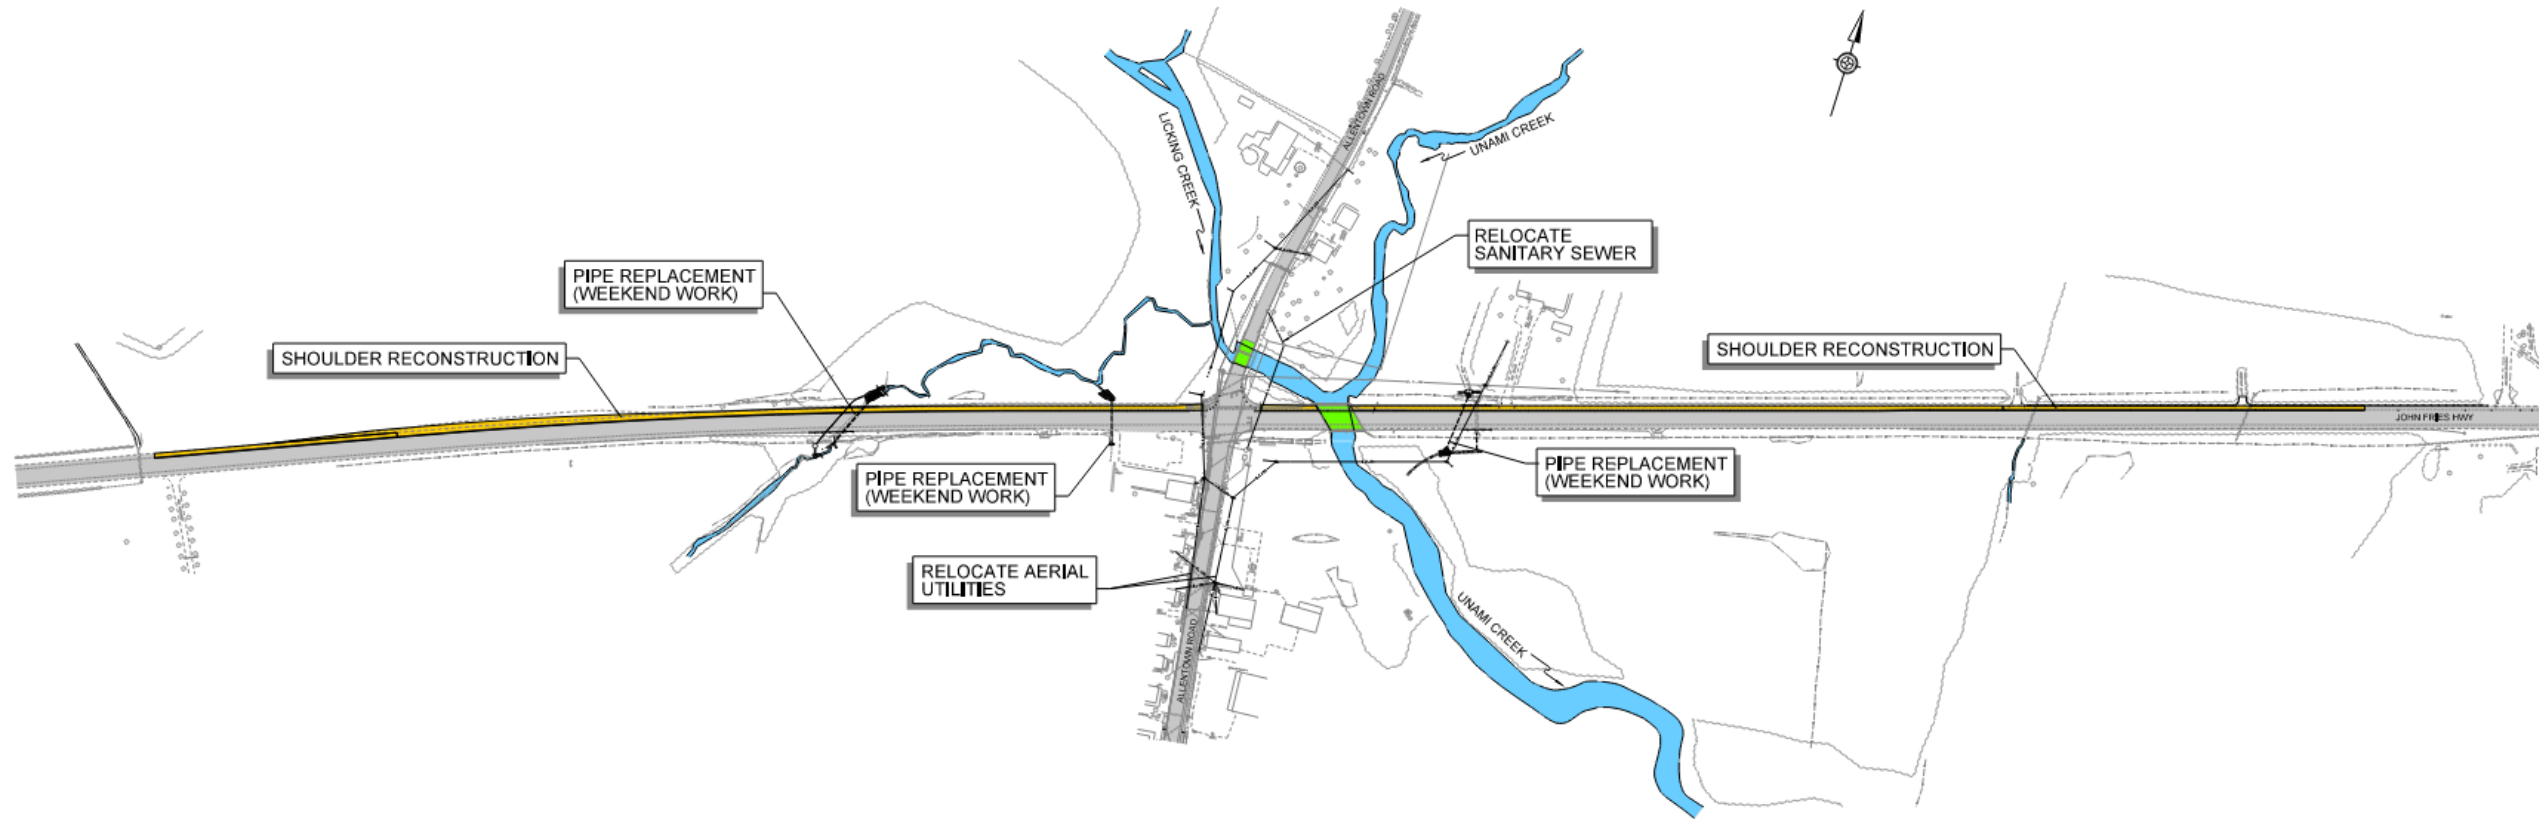 ALLENTOWN ROAD
LICKING CREEK
UNAMI CREEK
RELOCATE
SANITARY SEWER
PIPE REPLACEMENT
(WEEKEND WORK)
SHOULDER RECONSTRUCTION
SHOULDER RECONSTRUCTION
JOHN FRIES HWY
PIPE REPLACEMENT
(WEEKEND WORK)
PIPE REPLACEMENT
(WEEKEND WORK)
RELOCATE AERIAL
UTILITIES
UNAMI CREEK
ALLENTOWN ROAD